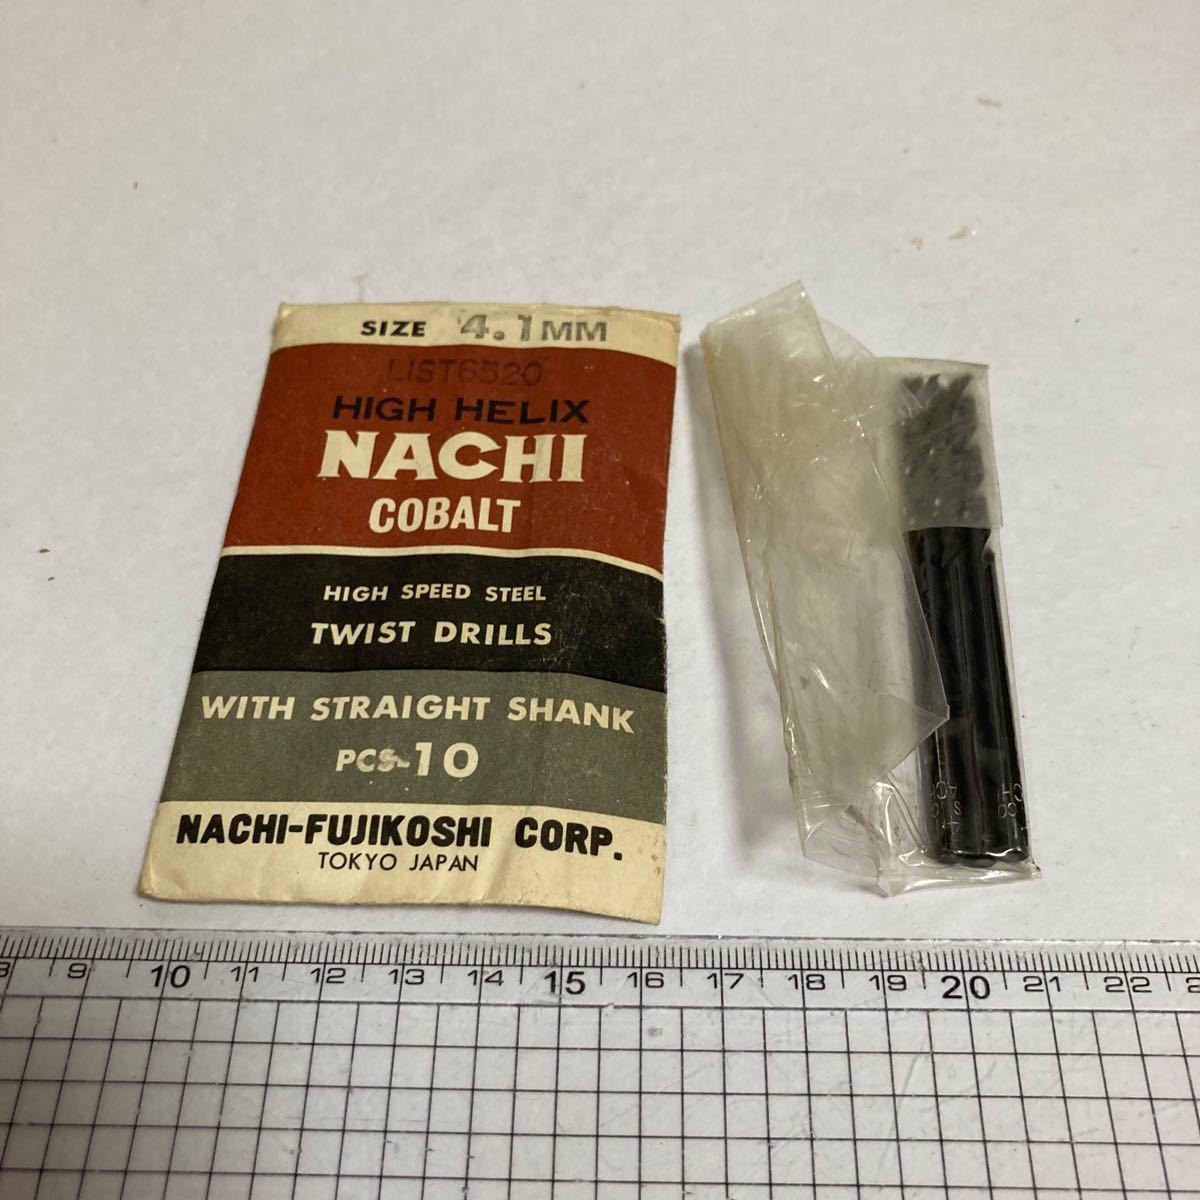 SIZE 4.1MM
LIST6520
HIGH HELIX
NACHI
COBALT
HIGH SPEED STEEL
TWIST DRILLS
WITH STRAIGHT SHANK
PCS-10
NACHI-FUJIKOSHI CORP.
TOKYO JAPAN
9 10 11 12 13 14 15 16 17 18 19 20 21 22